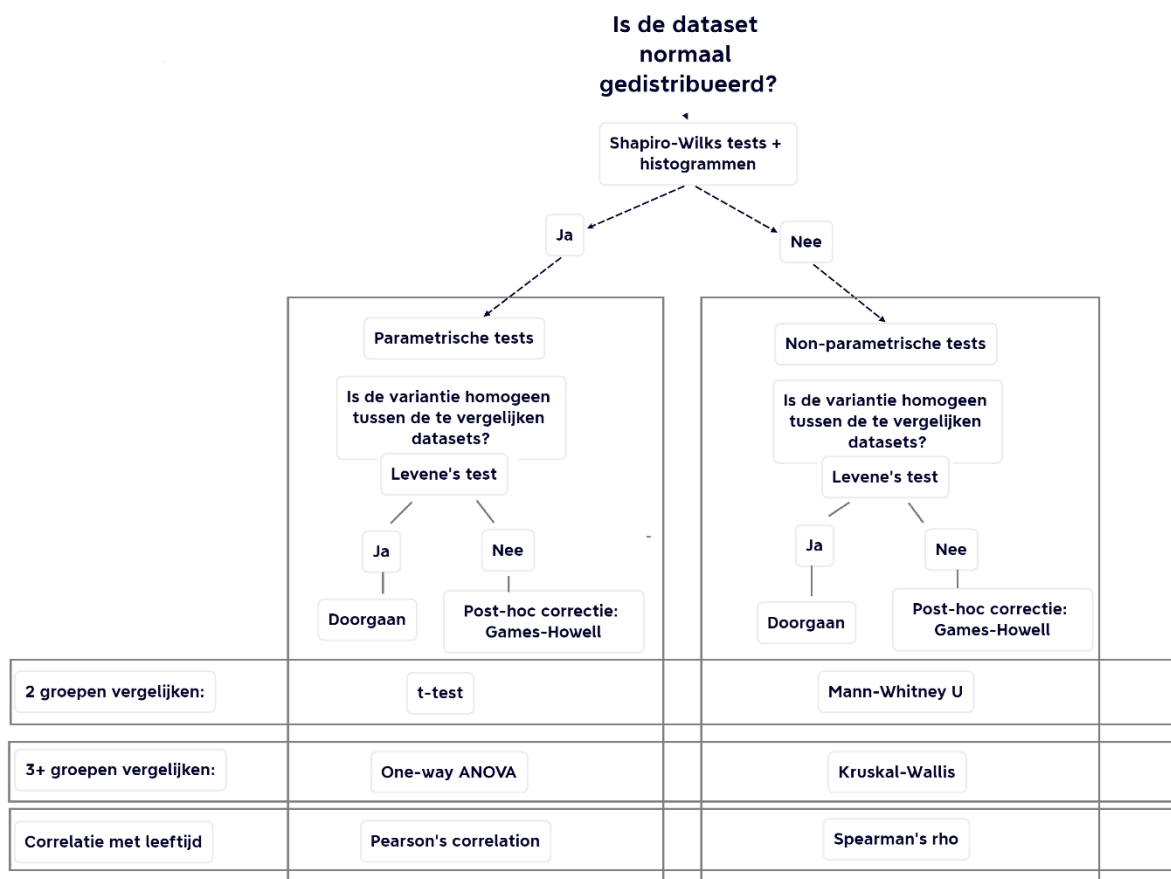 Is de dataset
normaal
gedistribueerd?
Shapiro-Wilks tests +
histogrammen
Ja
Nee
Parametrische tests
Is de variantie homogeen
tussen de te vergelijken
datasets?
Levene's test
Ja
Nee
Doorgaan
Post-hoc correctie:
Games-Howell
Non-parametrische tests
Is de variantie homogeen
tussen de te vergelijken
datasets?
Levene's test
Ja
Nee
Doorgaan
Post-hoc correctie:
Games-Howell
2 groepen vergelijken:
t-test
Mann-Whitney U
3+ groepen vergelijken:
One-way ANOVA
Kruskal-Wallis
Correlatie met leeftijd
Pearson's correlation
Spearman's rho